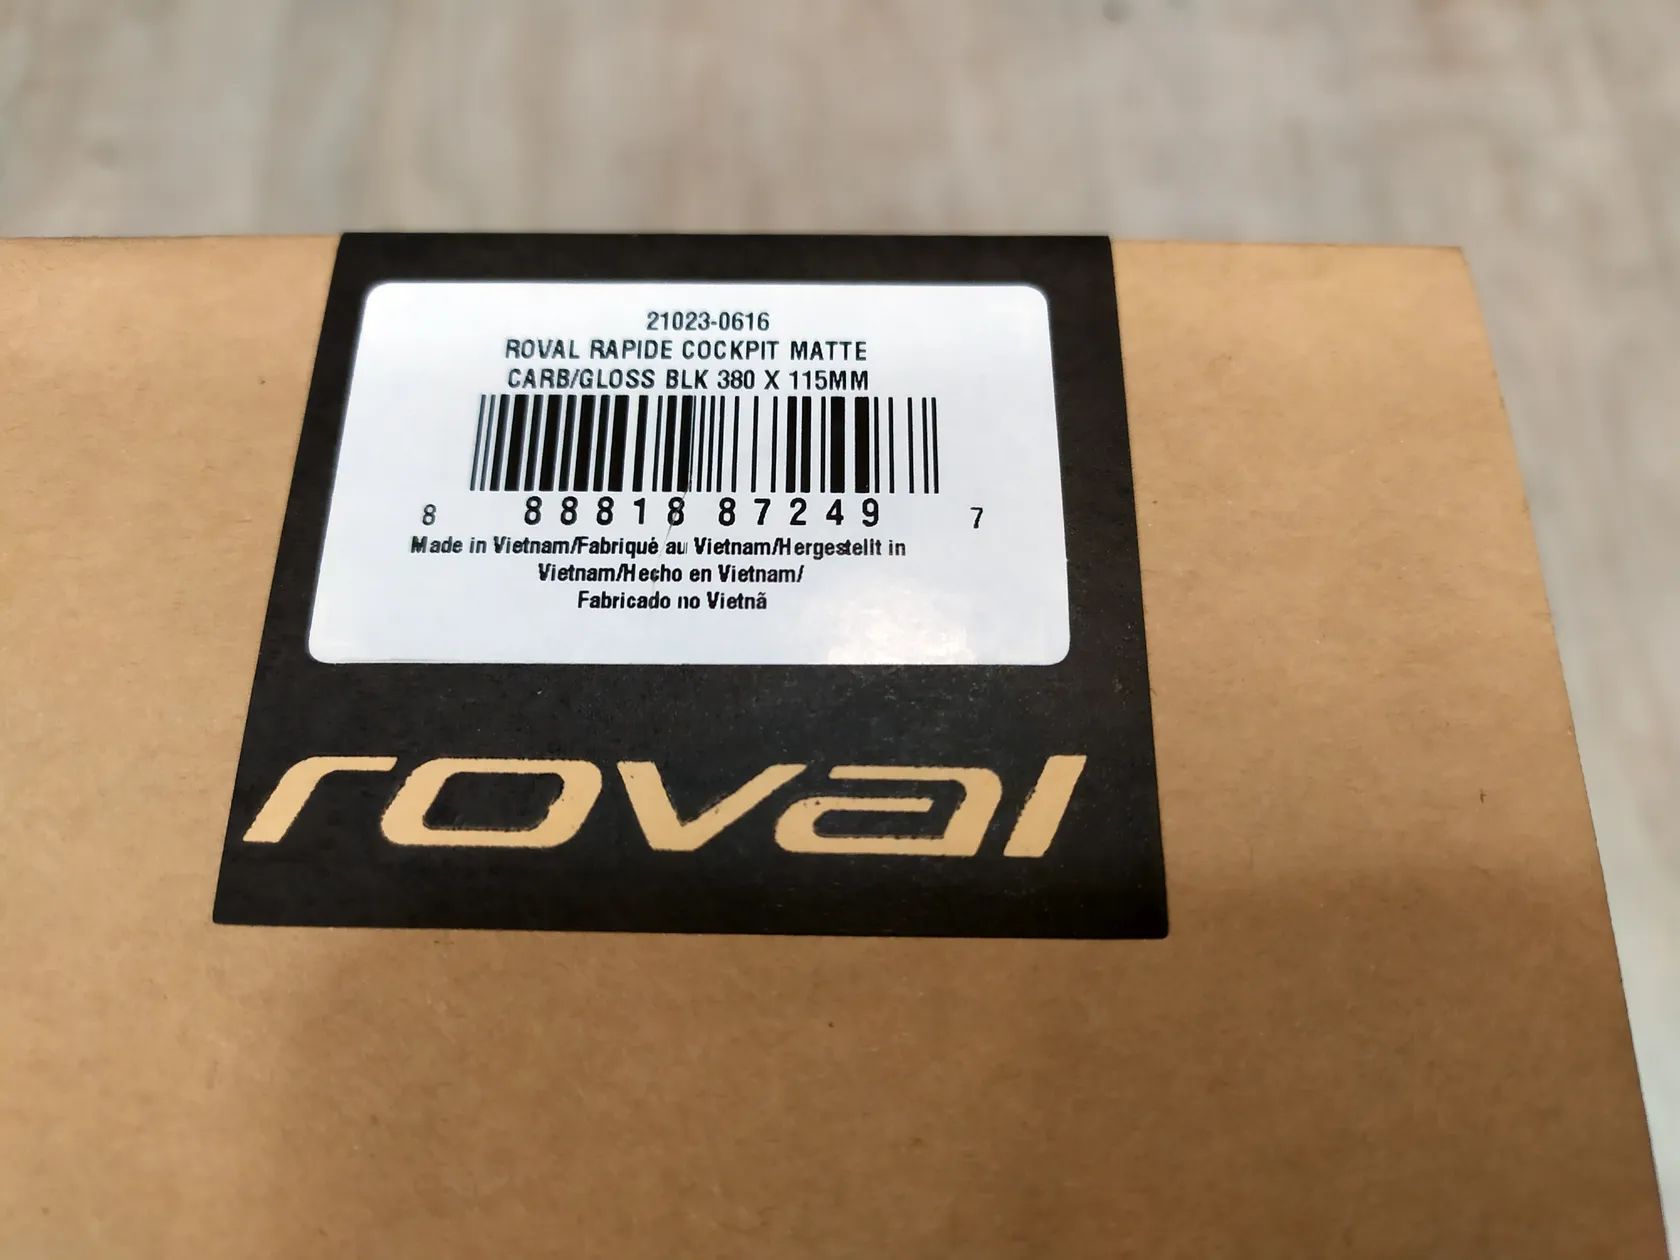 21023-0616
ROVAL RAPIDE COCKPIT MATTE
CARB/GLOSS BLK 380 X 115MM
8 88818 87249 7
Made in Vietnam/Fabriqué au Vietnam/Hergestellt in
Vietnam/Hecho en Vietnam/
Fabricado no Vietnã
roval